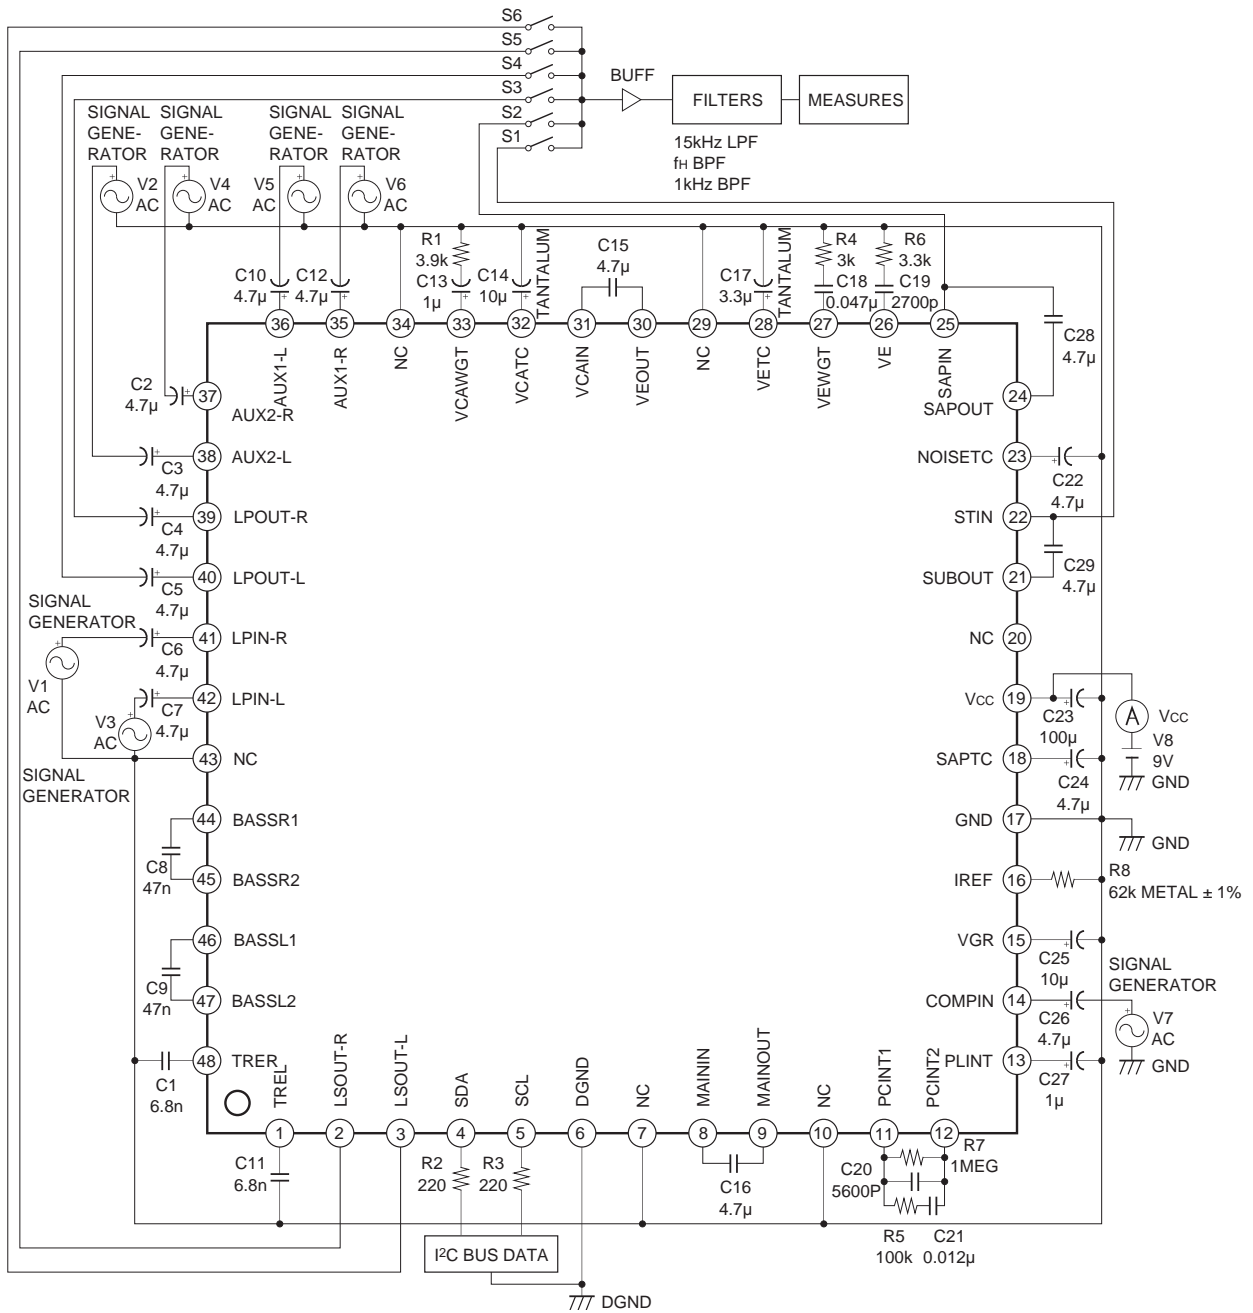 S6
S5
S4
S3
S2
S1
BUFF
FILTERS
MEASURES
15kHz LPF
fH BPF
1kHz BPF
SIGNAL
GENE-
RATOR
SIGNAL
GENE-
RATOR
SIGNAL
GENE-
RATOR
SIGNAL
GENE-
RATOR
V2
AC
V4
AC
V5
AC
V6
AC
C10
4.7µ
C12
4.7µ
R1
3.9k
C13
1µ
C14
10µ
TANTALUM
C15
4.7µ
C17
3.3µ
TANTALUM
R4
3k
C18
0.047µ
R6
3.3k
C19
2700p
36
35
34
33
32
31
30
29
28
27
26
25
AUX1-L
AUX1-R
NC
VCAWGT
VCATC
VCAIN
VEOUT
NC
VETC
VEWGT
VE
SAPIN
C2
4.7µ
37
AUX2-R
C3
4.7µ
38
AUX2-L
C4
4.7µ
39
LPOUT-R
C5
4.7µ
40
LPOUT-L
SIGNAL
GENERATOR
V1
AC
C6
4.7µ
41
LPIN-R
C7
4.7µ
42
LPIN-L
V3
AC
SIGNAL
GENERATOR
43
NC
44
BASSR1
C8
47n
45
BASSR2
46
BASSL1
C9
47n
47
BASSL2
48
TRER
C1
6.8n
C28
4.7µ
24
SAPOUT
NOISETC
23
C22
4.7µ
STIN
22
C29
4.7µ
SUBOUT
21
NC
20
VCC
19
C23
100µ
A
VCC
V8
9V
GND
SAPTC
18
C24
4.7µ
GND
17
GND
IREF
16
R8
62k METAL ± 1%
VGR
15
C25
10µ
SIGNAL
GENERATOR
COMPIN
14
C26
4.7µ
V7
AC
GND
PLINT
13
C27
1µ
TREL
LSOUT-R
LSOUT-L
SDA
SCL
DGND
NC
MAININ
MAINOUT
NC
PCINT1
PCINT2
1
2
3
4
5
6
7
8
9
10
11
12
C11
6.8n
R2
220
R3
220
C16
4.7µ
C20
5600P
R7
1MEG
R5
100k
C21
0.012µ
I2C BUS DATA
DGND